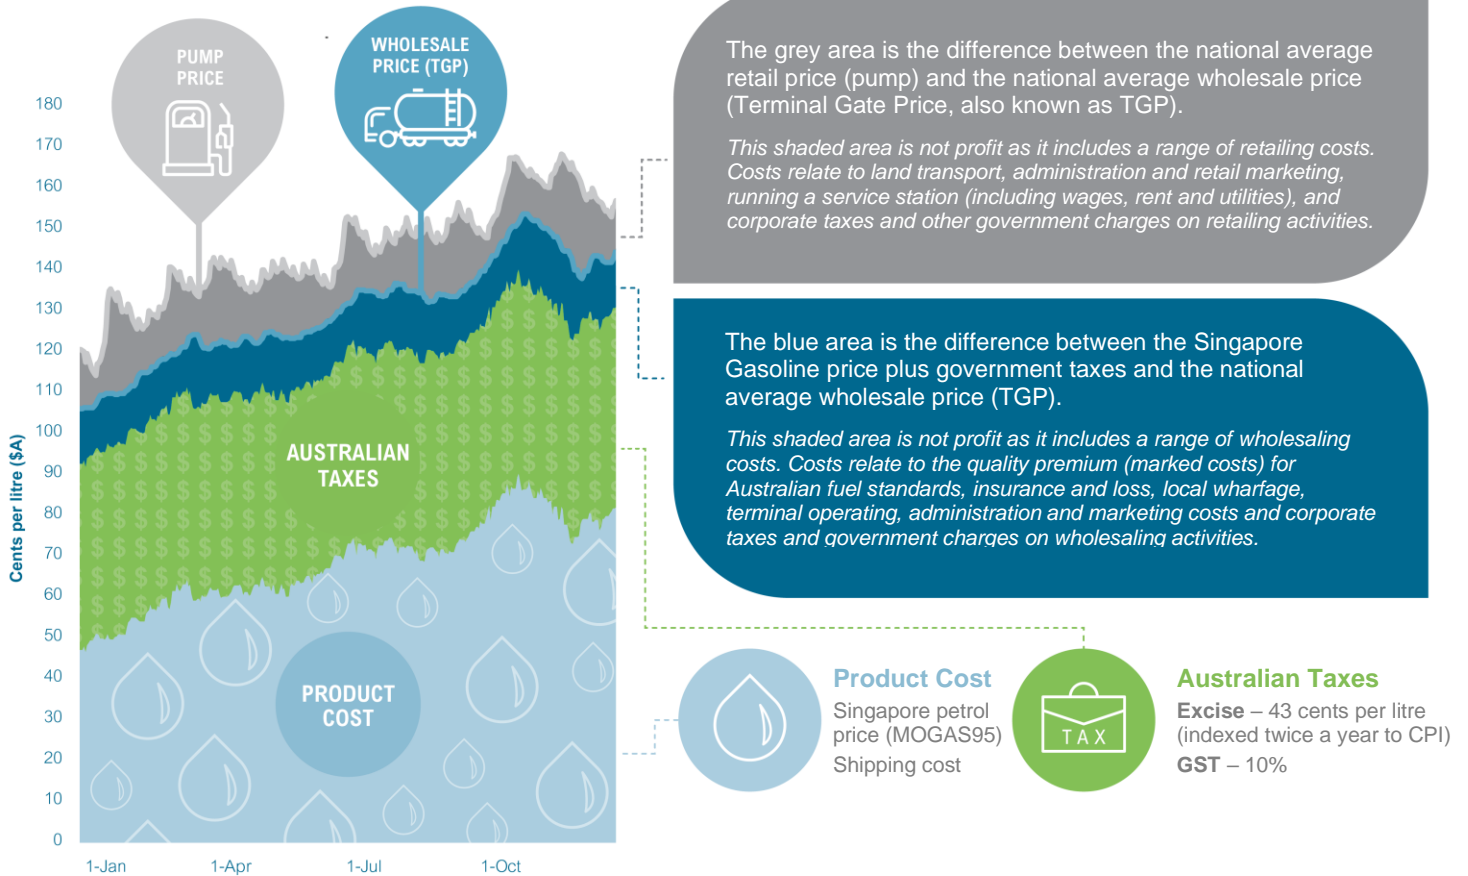 PUMP
PRICE
WHOLESALE
PRICE (TGP)
180
170
160
150
140
130
120
110
100
90
80
70
60
50
40
30
20
10
0
Cents per litre ($A)
1-Jan
1-Apr
1-Jul
1-Oct
AUSTRALIAN
TAXES
PRODUCT
COST
The grey area is the difference between the national average
retail price (pump) and the national average wholesale price
(Terminal Gate Price, also known as TGP).
This shaded area is not profit as it includes a range of retailing costs.
Costs relate to land transport, administration and retail marketing,
running a service station (including wages, rent and utilities), and
corporate taxes and other government charges on retailing activities.
The blue area is the difference between the Singapore
Gasoline price plus government taxes and the national
average wholesale price (TGP).
This shaded area is not profit as it includes a range of wholesaling
costs. Costs relate to the quality premium (marked costs) for
Australian fuel standards, insurance and loss, local wharfage,
terminal operating, administration and marketing costs and corporate
taxes and government charges on wholesaling activities.
Product Cost
Singapore petrol
price (MOGAS95)
Shipping cost
TAX
Australian Taxes
Excise – 43 cents per litre
(indexed twice a year to CPI)
GST – 10%